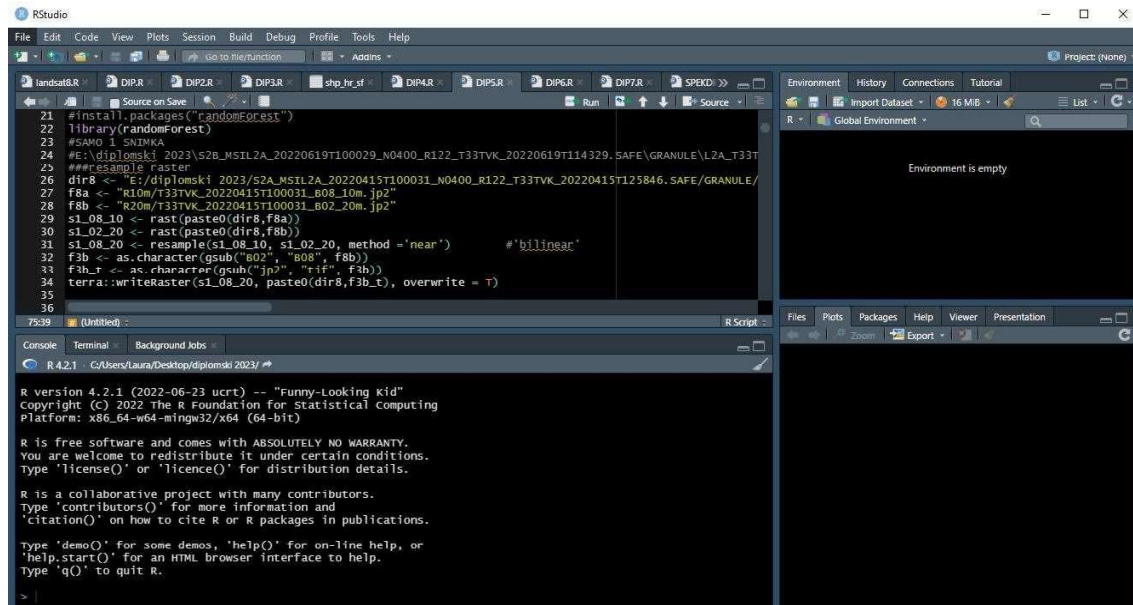 RStudio
File Edit Code View Plots Session Build Debug Profile Tools Help
Go to file/function Addins Project: (None)
landsat8.R DIP.R DIP2.R DIP3.R shp_hr_sf DIP4.R DIP5.R DIP6.R DIP7.R SPEKD
Source on Save Run Source
21 #install.packages("randomForest")
22 library(randomForest)
23 #SAMO 1 SNIMKA
24 #E:\diplomski 2023\S2B_MSIL2A_20220619T100029_N0400_R122_T33TVK_20220619T114329.SAFE\GRANULE\L2A_T33T
25 ###resample raster
26 dir8 <- "E:/diplomski 2023/S2A_MSIL2A_20220415T100031_N0400_R122_T33TVK_20220415T125846.SAFE/GRANULE/
27 f8a <- "R10m/T33TVK_20220415T100031_B08_10m.jp2"
28 f8b <- "R20m/T33TVK_20220415T100031_B02_20m.jp2"
29 s1_08_10 <- rast(paste0(dir8,f8a))
30 s1_02_20 <- rast(paste0(dir8,f8b))
31 s1_08_20 <- resample(s1_08_10, s1_02_20, method ='near') #'bilinear'
32 f3b <- as.character(gsub("B02", "B08", f8b))
33 f3b_t <- as.character(gsub("jp2", "tif", f3b))
34 terra::writeRaster(s1_08_20, paste0(dir8,f3b_t), overwrite = T)
35
36
75:39 (Untitled) R Script
Console Terminal Background Jobs
R 4.2.1 · C:/Users/Laura/Desktop/diplomski 2023/
R version 4.2.1 (2022-06-23 ucrt) -- "Funny-Looking Kid"
Copyright (C) 2022 The R Foundation for Statistical Computing
Platform: x86_64-w64-mingw32/x64 (64-bit)
R is free software and comes with ABSOLUTELY NO WARRANTY.
You are welcome to redistribute it under certain conditions.
Type 'license()' or 'licence()' for distribution details.
R is a collaborative project with many contributors.
Type 'contributors()' for more information and
'citation()' on how to cite R or R packages in publications.
Type 'demo()' for some demos, 'help()' for on-line help, or
'help.start()' for an HTML browser interface to help.
Type 'q()' to quit R.
>
Environment History Connections Tutorial
Import Dataset 16 MiB List
R Global Environment
Environment is empty
Files Plots Packages Help Viewer Presentation
Zoom Export